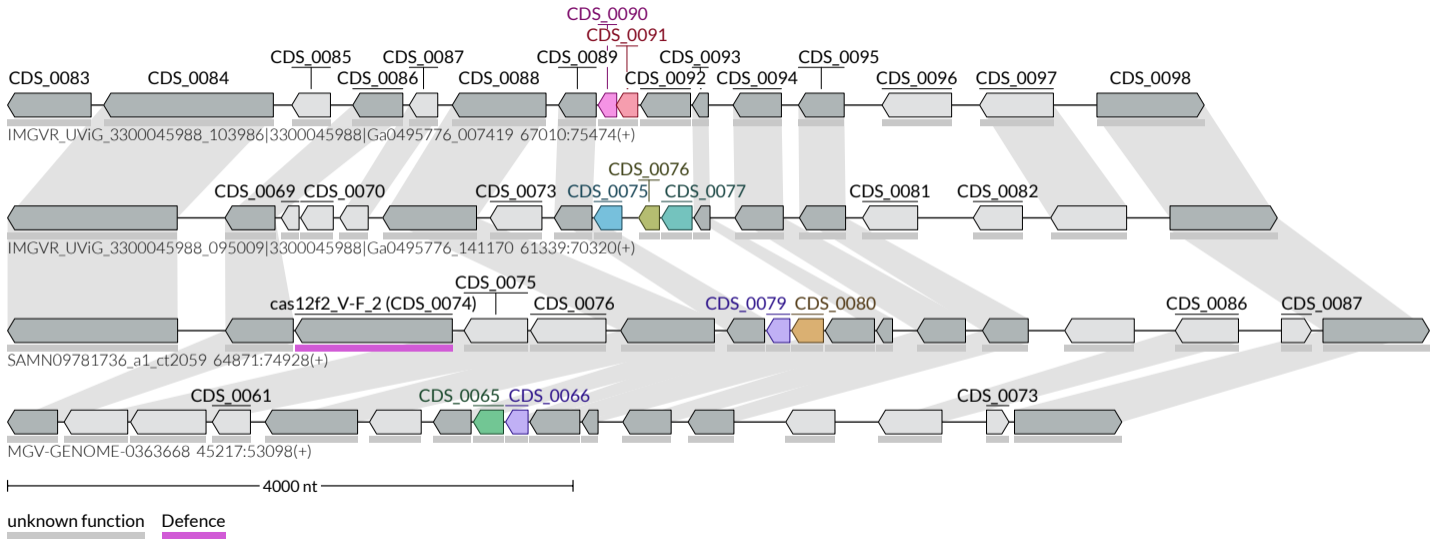 CDS_0090
CDS_0091
CDS_0085 CDS_0087 CDS_0089 CDS_0093 CDS_0095
CDS_0083 CDS_0084 CDS_0086 CDS_0088 CDS_0092 CDS_0094 CDS_0096 CDS_0097 CDS_0098
IMGVR_UViG_3300045988_103986|3300045988|Ga0495776_007419 67010:75474(+)
CDS_0076
CDS_0069 CDS_0070 CDS_0073 CDS_0075 CDS_0077 CDS_0081 CDS_0082
IMGVR_UViG_3300045988_095009|3300045988|Ga0495776_141170 61339:70320(+)
CDS_0075
cas12f2_V-F_2 (CDS_0074) CDS_0076 CDS_0079 CDS_0080 CDS_0086 CDS_0087
SAMN09781736_a1_ct2059 64871:74928(+)
CDS_0061 CDS_0065 CDS_0066 CDS_0073
MGV-GENOME-0363668 45217:53098(+)
4000 nt
unknown function Defence